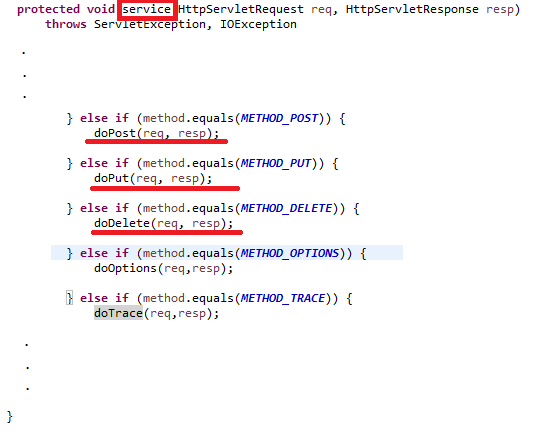 protected void service(HttpServletRequest req, HttpServletResponse resp)
throws ServletException, IOException
.
.
.
} else if (method.equals(METHOD_POST)) {
doPost(req, resp);
} else if (method.equals(METHOD_PUT)) {
doPut(req, resp);
} else if (method.equals(METHOD_DELETE)) {
doDelete(req, resp);
} else if (method.equals(METHOD_OPTIONS)) {
doOptions(req,resp);
} else if (method.equals(METHOD_TRACE)) {
doTrace(req,resp);
.
.
.
}